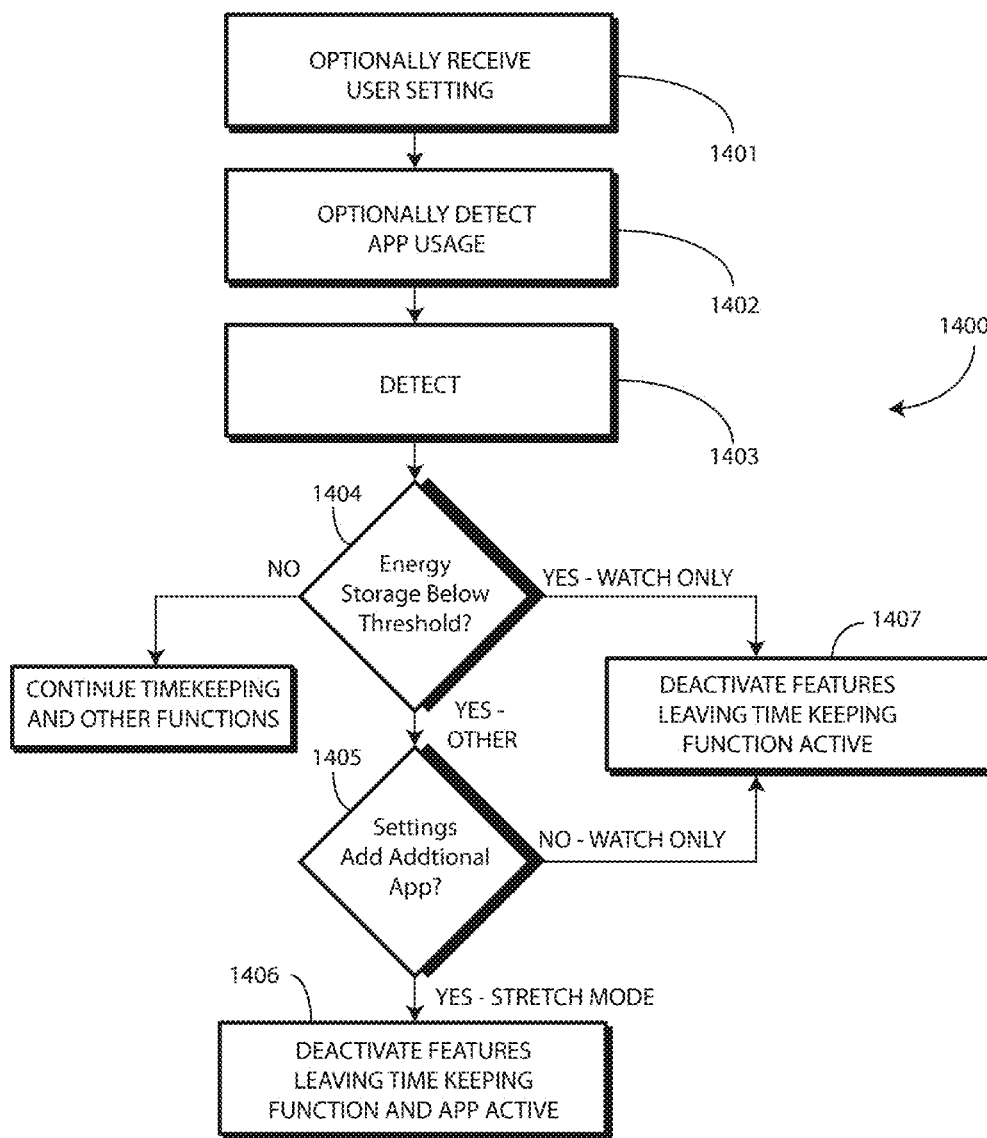 OPTIONALLY RECEIVE
USER SETTING
1401
OPTIONALLY DETECT
APP USAGE
1402
1400
DETECT
1403
1404
NO
Energy
Storage Below
Threshold?
YES - WATCH ONLY
1407
CONTINUE TIMEKEEPING
AND OTHER FUNCTIONS
DEACTIVATE FEATURES
LEAVING TIME KEEPING
FUNCTION ACTIVE
YES -
OTHER
1405
Settings
Add Addtional
App?
NO - WATCH ONLY
1406
YES - STRETCH MODE
DEACTIVATE FEATURES
LEAVING TIME KEEPING
FUNCTION AND APP ACTIVE